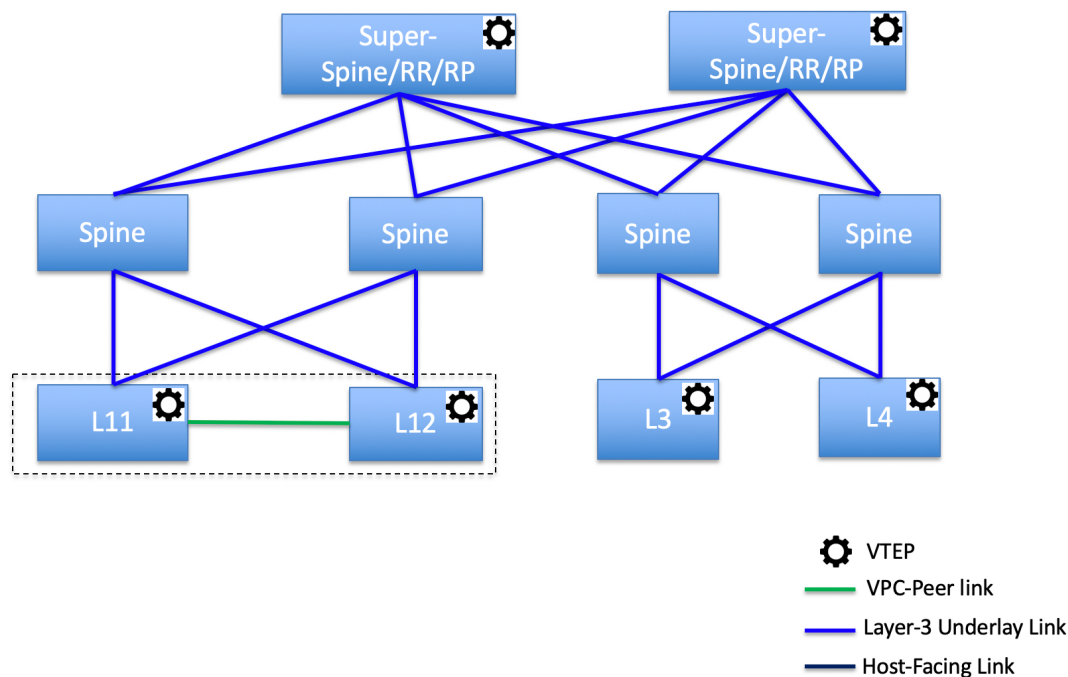 Super-
Spine/RR/RP
Super-
Spine/RR/RP
Spine
Spine
Spine
Spine
L11
L12
L3
L4
VTEP
VPC-Peer link
Layer-3 Underlay Link
Host-Facing Link